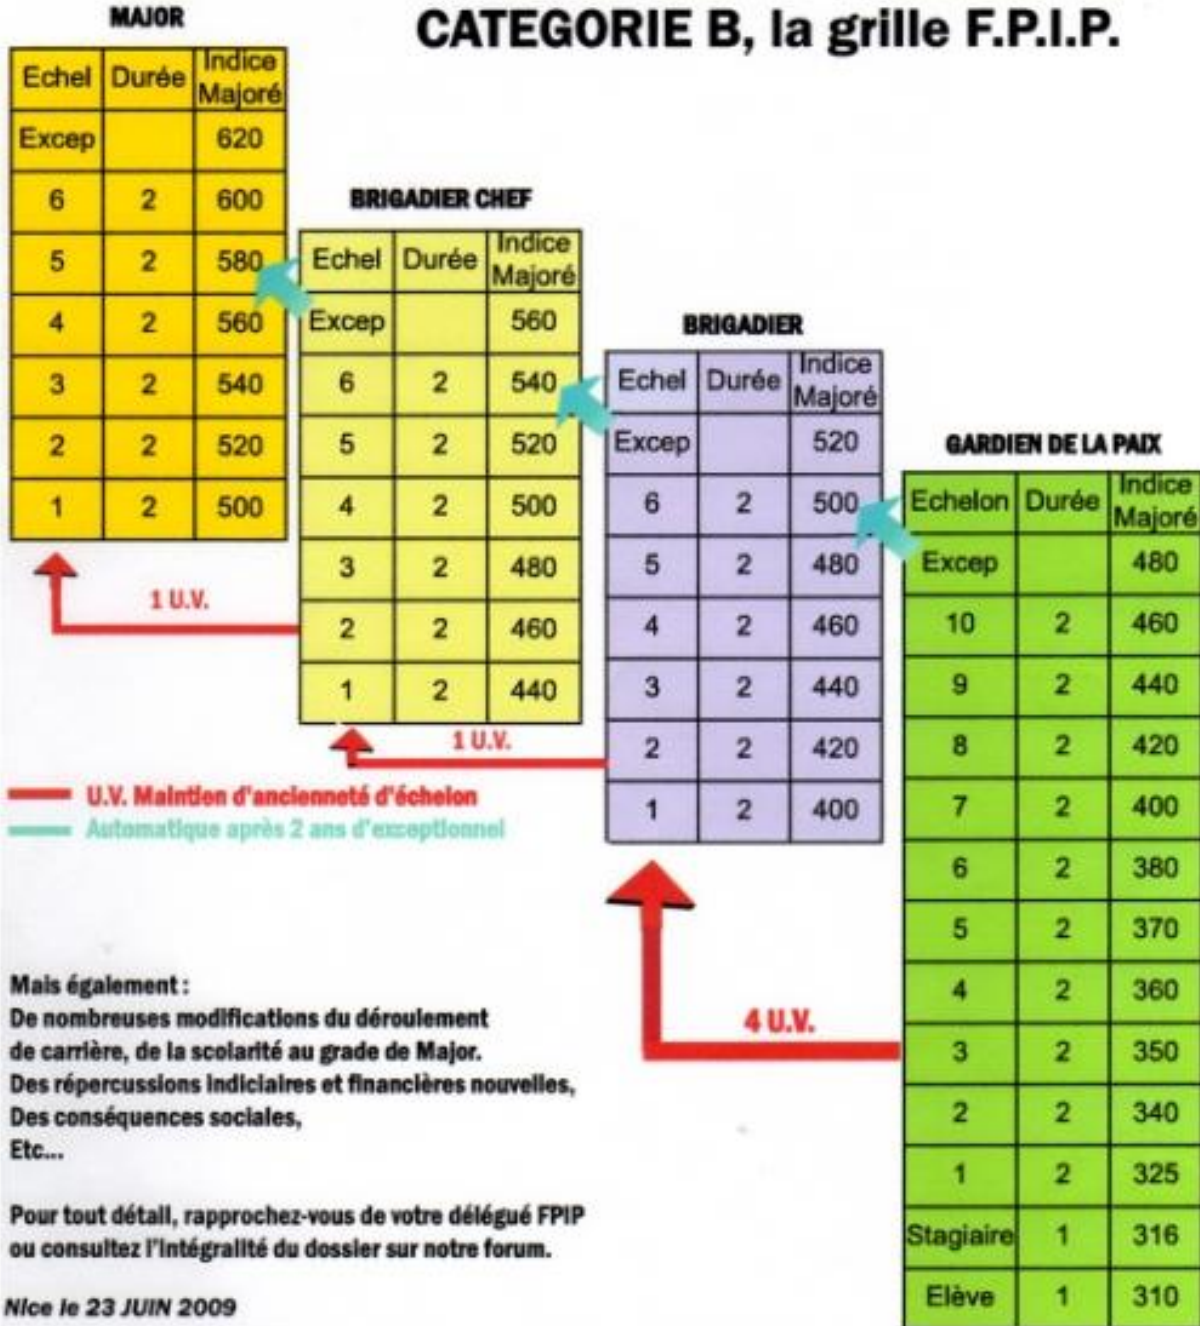 CATEGORIE B, la grille F.P.I.P.
MAJOR
Echel Durée Indice Majoré
Excep 620
6 2 600
5 2 580
4 2 560
3 2 540
2 2 520
1 2 500
1 U.V.
BRIGADIER CHEF
Echel Durée Indice Majoré
Excep 560
6 2 540
5 2 520
4 2 500
3 2 480
2 2 460
1 2 440
1 U.V.
BRIGADIER
Echel Durée Indice Majoré
Excep 520
6 2 500
5 2 480
4 2 460
3 2 440
2 2 420
1 2 400
4 U.V.
GARDIEN DE LA PAIX
Echelon Durée Indice Majoré
Excep 480
10 2 460
9 2 440
8 2 420
7 2 400
6 2 380
5 2 370
4 2 360
3 2 350
2 2 340
1 2 325
Stagiaire 1 316
Elève 1 310
U.V. Maintien d'ancienneté d'échelon
Automatique après 2 ans d'exceptionnel
Mais également :
De nombreuses modifications du déroulement
de carrière, de la scolarité au grade de Major.
Des répercussions indiciaires et financières nouvelles,
Des conséquences sociales,
Etc...
Pour tout détail, rapprochez-vous de votre délégué FPIP
ou consultez l'intégralité du dossier sur notre forum.
Nice le 23 JUIN 2009